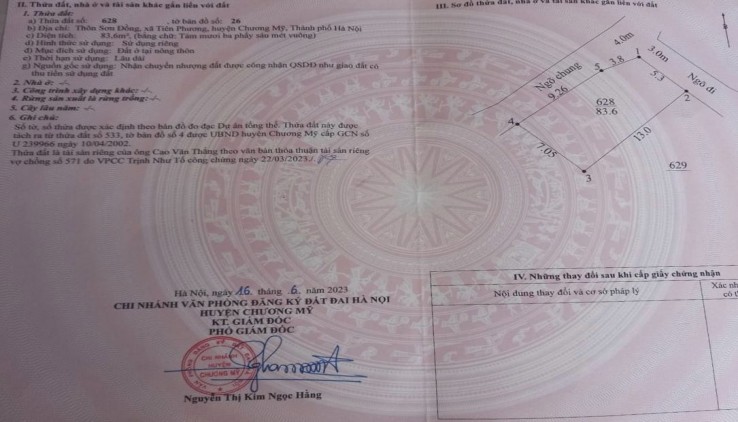 II. Thửa đất, nhà ở và tài sản khác gắn liền với đất
1. Thửa đất:
a) Thửa đất số: 628 , tờ bản đồ số: 26
b) Địa chỉ: Thôn Sơn Đồng, xã Tiên Phương, huyện Chương Mỹ, Thành phố Hà Nội
c) Diện tích: 83,6m², (bằng chữ: Tám mươi ba phẩy sáu mét vuông)
d) Hình thức sử dụng: Sử dụng riêng
đ) Mục đích sử dụng: Đất ở tại nông thôn
e) Thời hạn sử dụng: Lâu dài
g) Nguồn gốc sử dụng: Nhận chuyển nhượng đất được công nhận QSDĐ như giao đất có
thu tiền sử dụng đất
2. Nhà ở: -/-.
3. Công trình xây dựng khác: -/-.
4. Rừng sản xuất là rừng trồng: -/-.
5. Cây lâu năm: -/-.
6. Ghi chú:
Số tờ, số thửa được xác định theo bản đồ đo đạc Dự án tổng thể. Thửa đất này được
tách ra từ thửa đất số 533, tờ bản đồ số 4 được UBND huyện Chương Mỹ cấp GCN số
U 239966 ngày 10/04/2002.
Thửa đất là tài sản riêng của ông Cao Văn Thắng theo văn bản thỏa thuận tài sản riêng
vợ chồng số 571 do VPCC Trịnh Như Tố công chứng ngày 22/03/2023./.
Hà Nội, ngày 16 tháng 6 năm 2023
CHI NHÁNH VĂN PHÒNG ĐĂNG KÝ ĐẤT ĐAI HÀ NỘI
HUYỆN CHƯƠNG MỸ
KT. GIÁM ĐỐC
PHÓ GIÁM ĐỐC
CHI NHÁNH
HUYỆN
CHƯƠNG MỸ
Nguyễn Thị Kim Ngọc Hằng
III. Sơ đồ thửa đất, nhà ở và tài sản khác gắn liền với đất
4.0m
Ngõ chung
5
3.8
1
3.0m
9.26
5.3
Ngõ đi
2
628
83.6
4
7.05
13.0
3
629
IV. Những thay đổi sau khi cấp giấy chứng nhận
Nội dung thay đổi và cơ sở pháp lý
Xác
có